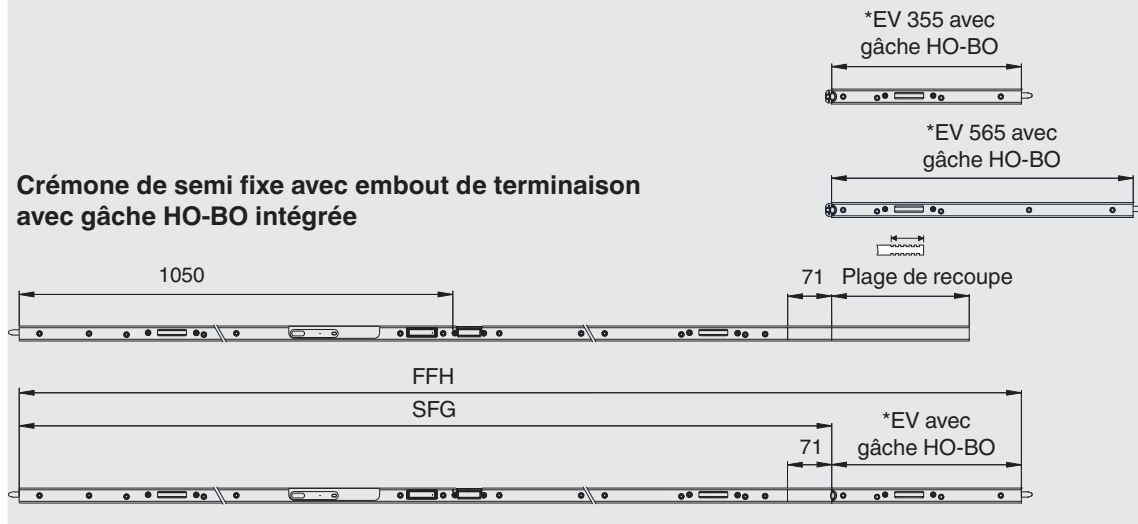 *EV 355 avec
gâche HO-BO
*EV 565 avec
gâche HO-BO
Crémone de semi fixe avec embout de terminaison
avec gâche HO-BO intégrée
1050
71
Plage de recoupe
FFH
SFG
*EV avec
gâche HO-BO
71